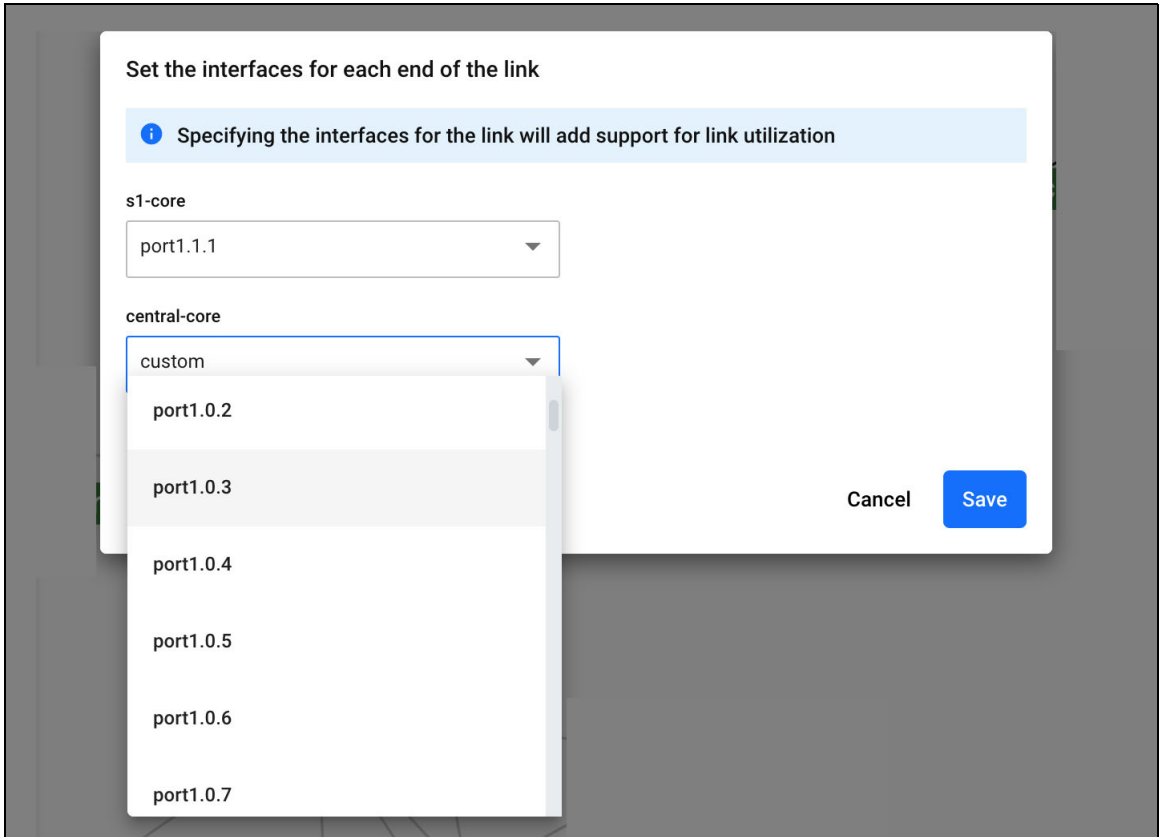 Set the interfaces for each end of the link
Specifying the interfaces for the link will add support for link utilization
s1-core
port1.1.1
central-core
custom
port1.0.2
port1.0.3
port1.0.4
port1.0.5
port1.0.6
port1.0.7
Cancel
Save